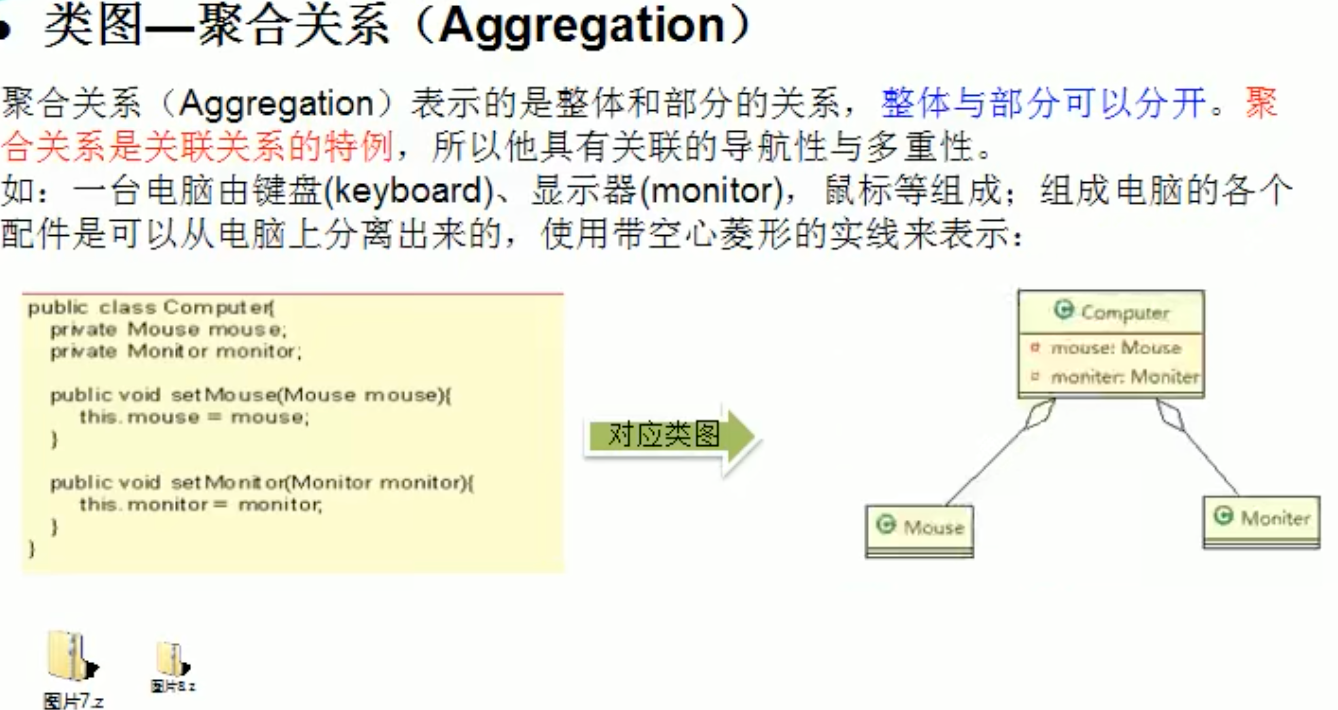 • 类图—聚合关系（Aggregation）
聚合关系（Aggregation）表示的是整体和部分的关系，整体与部分可以分开。聚
合关系是关联关系的特例，所以他具有关联的导航性与多重性。
如：一台电脑由键盘(keyboard)、显示器(monitor)，鼠标等组成；组成电脑的各个
配件是可以从电脑上分离出来的，使用带空心菱形的实线来表示：
public class Computer{
private Mouse mouse;
private Monitor monitor;
public void setMouse(Mouse mouse){
this.mouse = mouse;
}
public void setMonitor(Monitor monitor){
this.monitor = monitor;
}
}
对应类图
C Computer
mouse: Mouse
moniter: Moniter
C Mouse
C Moniter
图片7.z
图片8.z